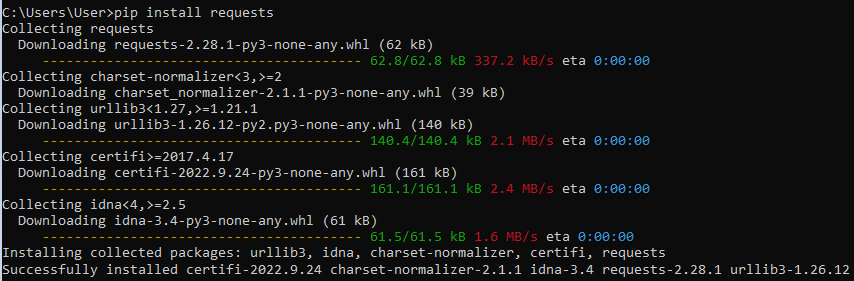 C:\Users\User>pip install requests
Collecting requests
  Downloading requests-2.28.1-py3-none-any.whl (62 kB)
     ---------------------------------------- 62.8/62.8 kB 337.2 kB/s eta 0:00:00
Collecting charset-normalizer<3,>=2
  Downloading charset_normalizer-2.1.1-py3-none-any.whl (39 kB)
Collecting urllib3<1.27,>=1.21.1
  Downloading urllib3-1.26.12-py2.py3-none-any.whl (140 kB)
     ---------------------------------------- 140.4/140.4 kB 2.1 MB/s eta 0:00:00
Collecting certifi>=2017.4.17
  Downloading certifi-2022.9.24-py3-none-any.whl (161 kB)
     ---------------------------------------- 161.1/161.1 kB 2.4 MB/s eta 0:00:00
Collecting idna<4,>=2.5
  Downloading idna-3.4-py3-none-any.whl (61 kB)
     ---------------------------------------- 61.5/61.5 kB 1.6 MB/s eta 0:00:00
Installing collected packages: urllib3, idna, charset-normalizer, certifi, requests
Successfully installed certifi-2022.9.24 charset-normalizer-2.1.1 idna-3.4 requests-2.28.1 urllib3-1.26.12